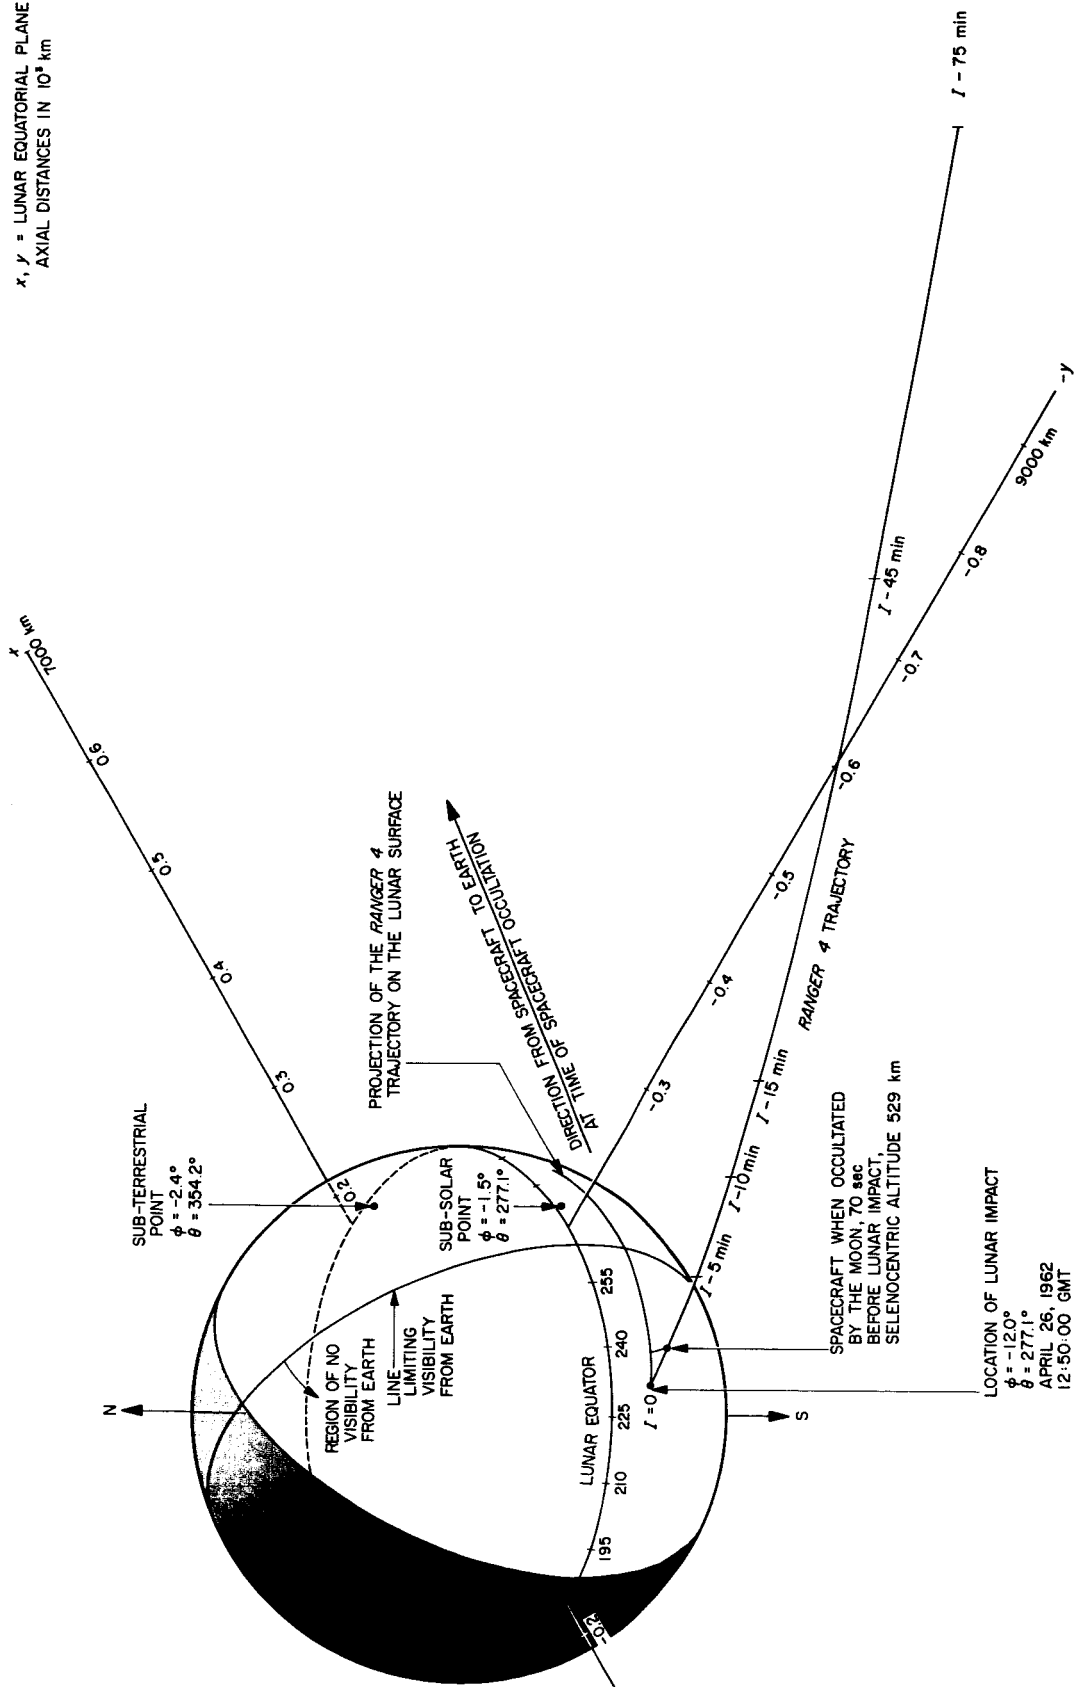 x, y = LUNAR EQUATORIAL PLANE
AXIAL DISTANCES IN 10³ km
N
SUB-TERRESTRIAL
POINT
φ = -2.4°
θ = 354.2°
x
7000 km
0.6
0.5
0.4
0.3
0.2
REGION OF NO
VISIBILITY
FROM EARTH
LINE
LIMITING
VISIBILITY
FROM EARTH
SUB-SOLAR
POINT
φ = -1.5°
θ = 277.1°
PROJECTION OF THE RANGER 4
TRAJECTORY ON THE LUNAR SURFACE
DIRECTION FROM SPACECRAFT TO EARTH
AT TIME OF SPACECRAFT OCCULTATION
LUNAR EQUATOR
195
210
225
240
255
-0.2
-0.3
-0.4
-0.5
-0.6
-0.7
-0.8
9000 km
-y
I=0
I-5 min
I-10 min
I-15 min
RANGER 4 TRAJECTORY
I-45 min
I-75 min
S
SPACECRAFT WHEN OCCULTATED
BY THE MOON, 70 sec
BEFORE LUNAR IMPACT,
SELENOCENTRIC ALTITUDE 529 km
LOCATION OF LUNAR IMPACT
φ = -12.0°
θ = 277.1°
APRIL 26, 1962
12:50:00 GMT